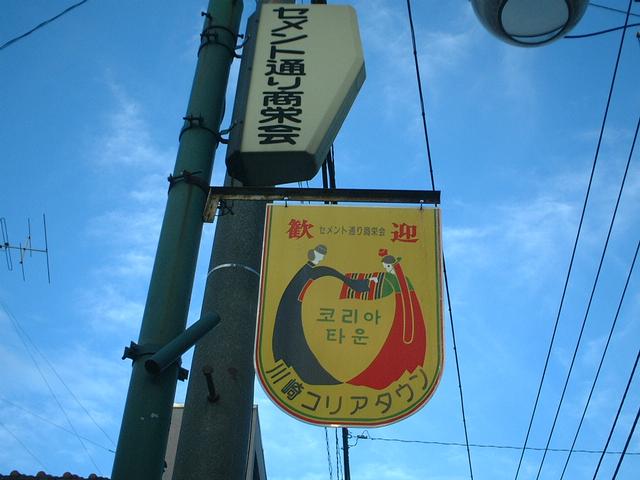 セメント通り商栄会
歓 セメント通り商栄会 迎
코리아
타운
川崎コリアタウン